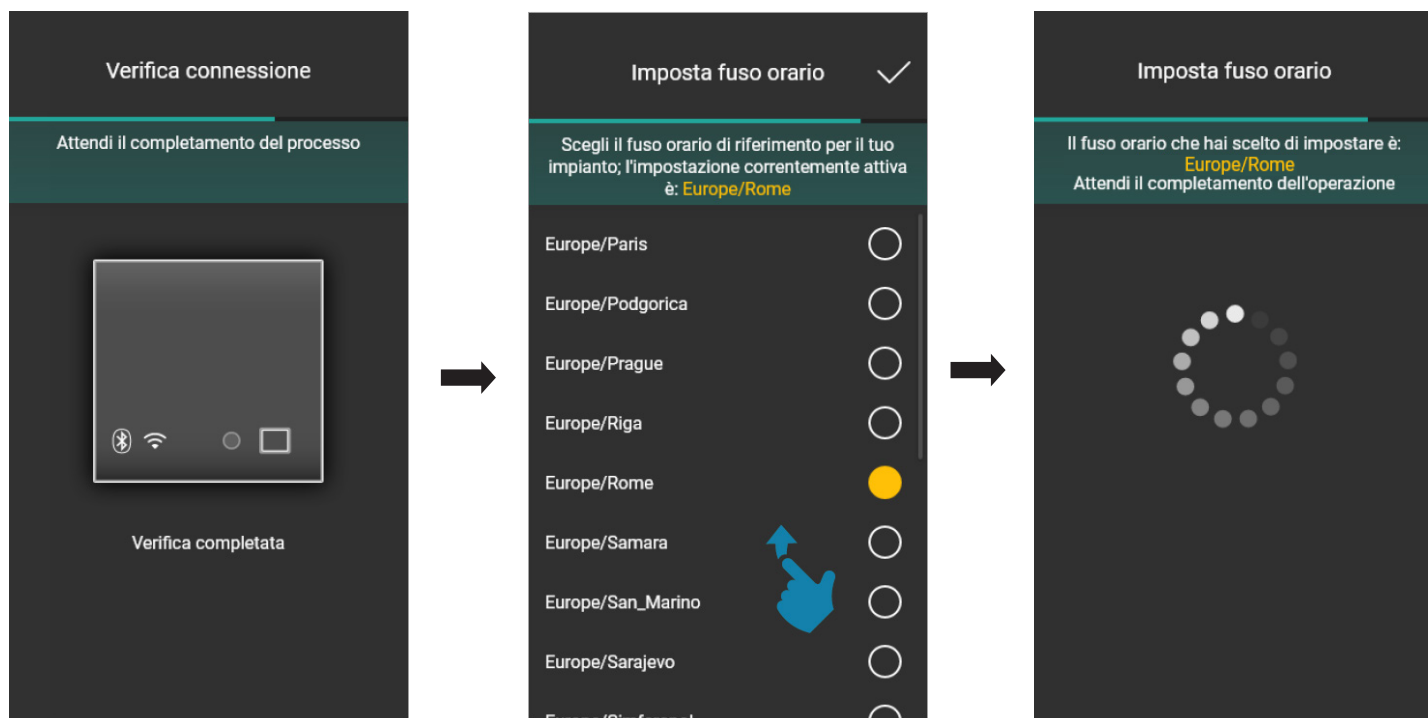 Verifica connessione
Attendi il completamento del processo
Verifica completata
Imposta fuso orario
Scegli il fuso orario di riferimento per il tuo
impianto; l'impostazione correntemente attiva
è: Europe/Rome
Europe/Paris
Europe/Podgorica
Europe/Prague
Europe/Riga
Europe/Rome
Europe/Samara
Europe/San_Marino
Europe/Sarajevo
Imposta fuso orario
Il fuso orario che hai scelto di impostare è:
Europe/Rome
Attendi il completamento dell'operazione